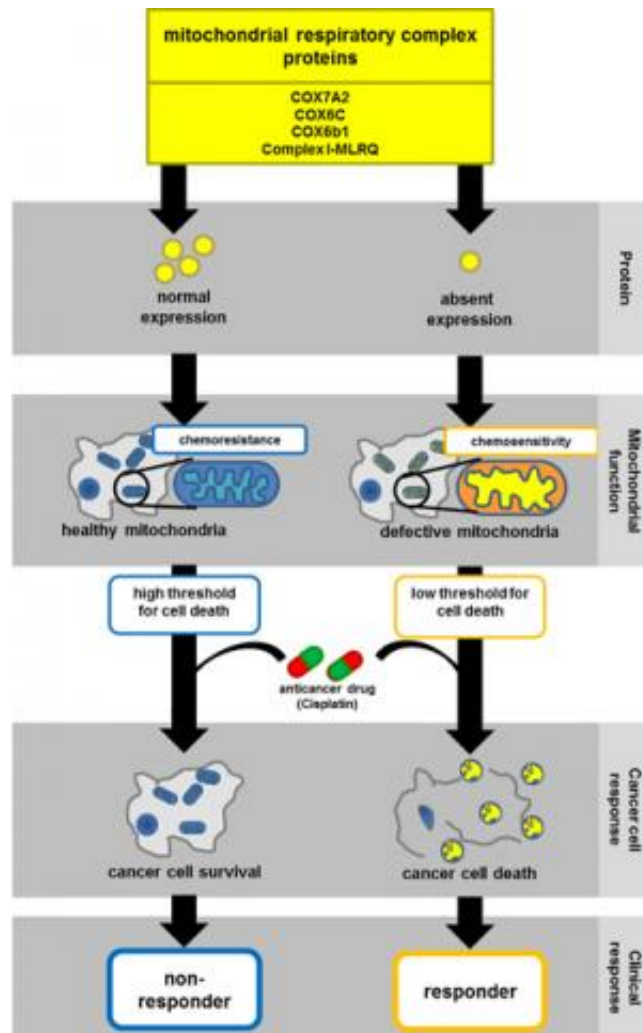 mitochondrial respiratory complex
proteins
COX7A2
COX6C
COX6b1
Complex I-MLRQ
normal
expression
absent
expression
Protein
chemoresistance
chemosensitivity
healthy mitochondria
defective mitochondria
Mitochondrial
function
high threshold
for cell death
low threshold for
cell death
anticancer drug
(Cisplatin)
cancer cell survival
cancer cell death
Cancer cell
response
non-
responder
responder
Clinical
response